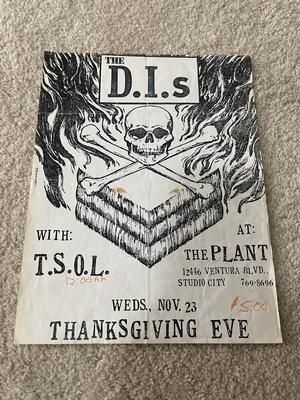 THE
D.I.s
WITH:
T.S.O.L.
12:00 A.M.
AT:
THE PLANT
12446 VENTURA BLVD.,
STUDIO CITY 769-8696
WEDS., NOV. 23
$5.00
THANKSGIVING EVE